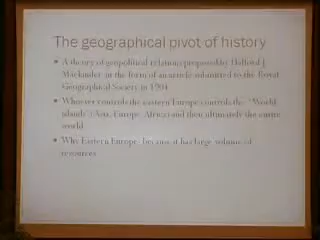 The geographical pivot of history
• A theory of geopolitical relations proposed by Halford J.
Mackinder in the form of an article submitted to the Royal
Geographical Society in 1904
• Whoever controls the eastern Europe controls the "World
islands" (Asia, Europe, Africa) and then ultimately the entire
world
• Why Eastern Europe because it has large volume of
resources